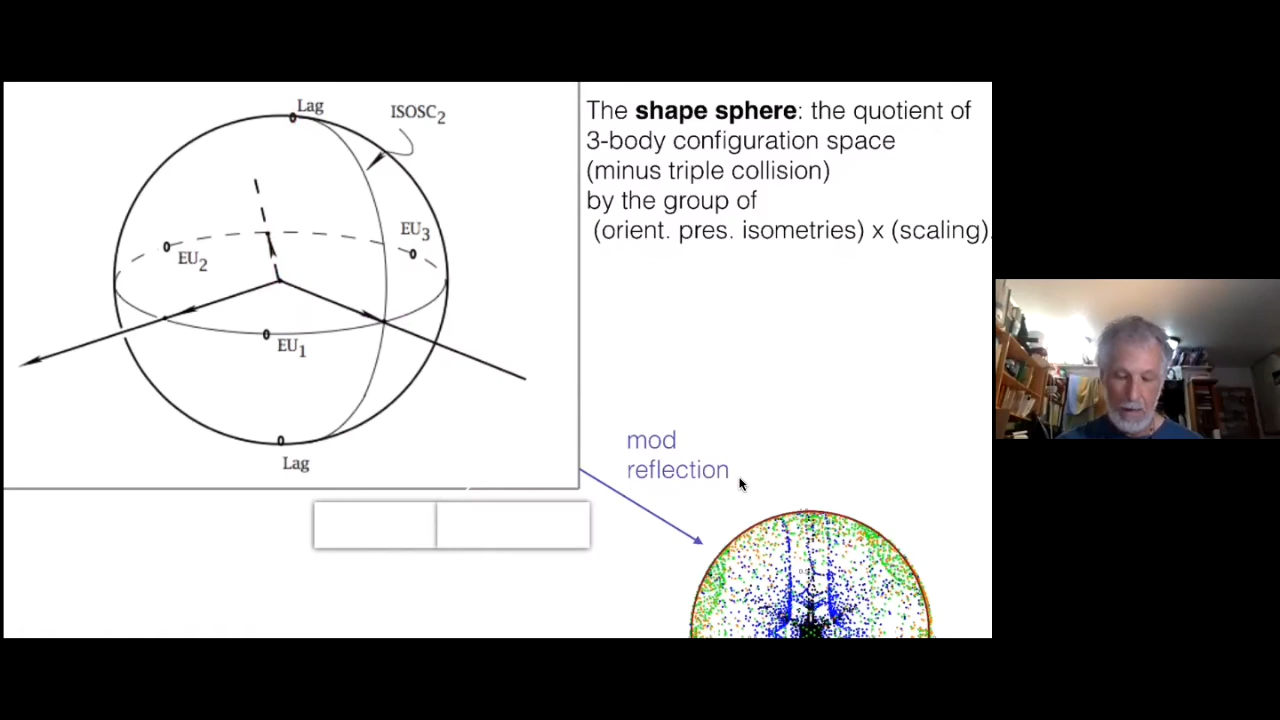 Lag
ISOSC2
EU3
EU2
EU1
Lag
The shape sphere: the quotient of
3-body configuration space
(minus triple collision)
by the group of
(orient. pres. isometries) x (scaling).
mod
reflection